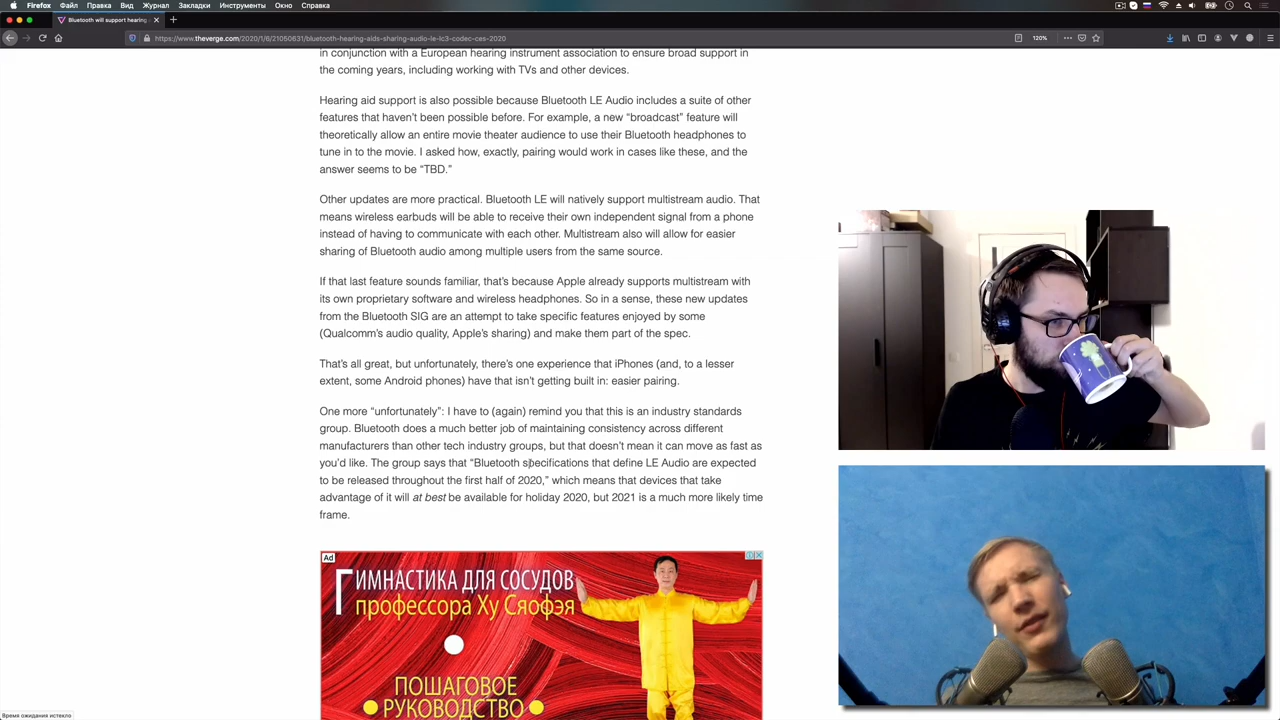 Firefox Файл Правка Вид Журнал Закладки Инструменты Окно Справка
Bluetooth will support hearing
https://www.theverge.com/2020/1/6/21050631/bluetooth-hearing-aids-sharing-audio-le-lc3-codec-ces-2020
120%
in conjunction with a European hearing instrument association to ensure broad support in
the coming years, including working with TVs and other devices.
Hearing aid support is also possible because Bluetooth LE Audio includes a suite of other
features that haven’t been possible before. For example, a new “broadcast” feature will
theoretically allow an entire movie theater audience to use their Bluetooth headphones to
tune in to the movie. I asked how, exactly, pairing would work in cases like these, and the
answer seems to be “TBD.”
Other updates are more practical. Bluetooth LE will natively support multistream audio. That
means wireless earbuds will be able to receive their own independent signal from a phone
instead of having to communicate with each other. Multistream also will allow for easier
sharing of Bluetooth audio among multiple users from the same source.
If that last feature sounds familiar, that’s because Apple already supports multistream with
its own proprietary software and wireless headphones. So in a sense, these new updates
from the Bluetooth SIG are an attempt to take specific features enjoyed by some
(Qualcomm’s audio quality, Apple’s sharing) and make them part of the spec.
That’s all great, but unfortunately, there’s one experience that iPhones (and, to a lesser
extent, some Android phones) have that isn’t getting built in: easier pairing.
One more “unfortunately”: I have to (again) remind you that this is an industry standards
group. Bluetooth does a much better job of maintaining consistency across different
manufacturers than other tech industry groups, but that doesn’t mean it can move as fast as
you’d like. The group says that “Bluetooth specifications that define LE Audio are expected
to be released throughout the first half of 2020,” which means that devices that take
advantage of it will at best be available for holiday 2020, but 2021 is a much more likely time
frame.
Ad
ГИМНАСТИКА ДЛЯ СОСУДОВ
профессора Ху Сяофэя
ПОШАГОВОЕ
РУКОВОДСТВО
Время ожидания истекло